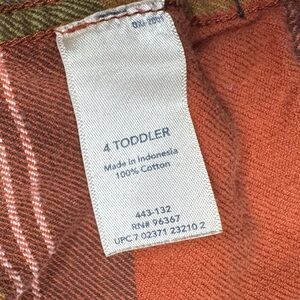 4 TODDLER
Made in Indonesia
100% Cotton
443-132
RN# 96367
UPC 7 02371 23210 2